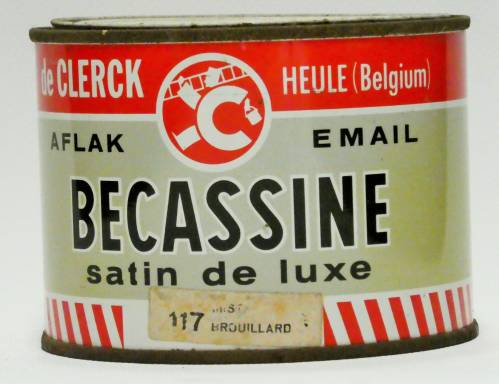 de CLERCK
HEULE (Belgium)
C
AFLAK
EMAIL
BECASSINE
satin de luxe
117
BROUILLARD